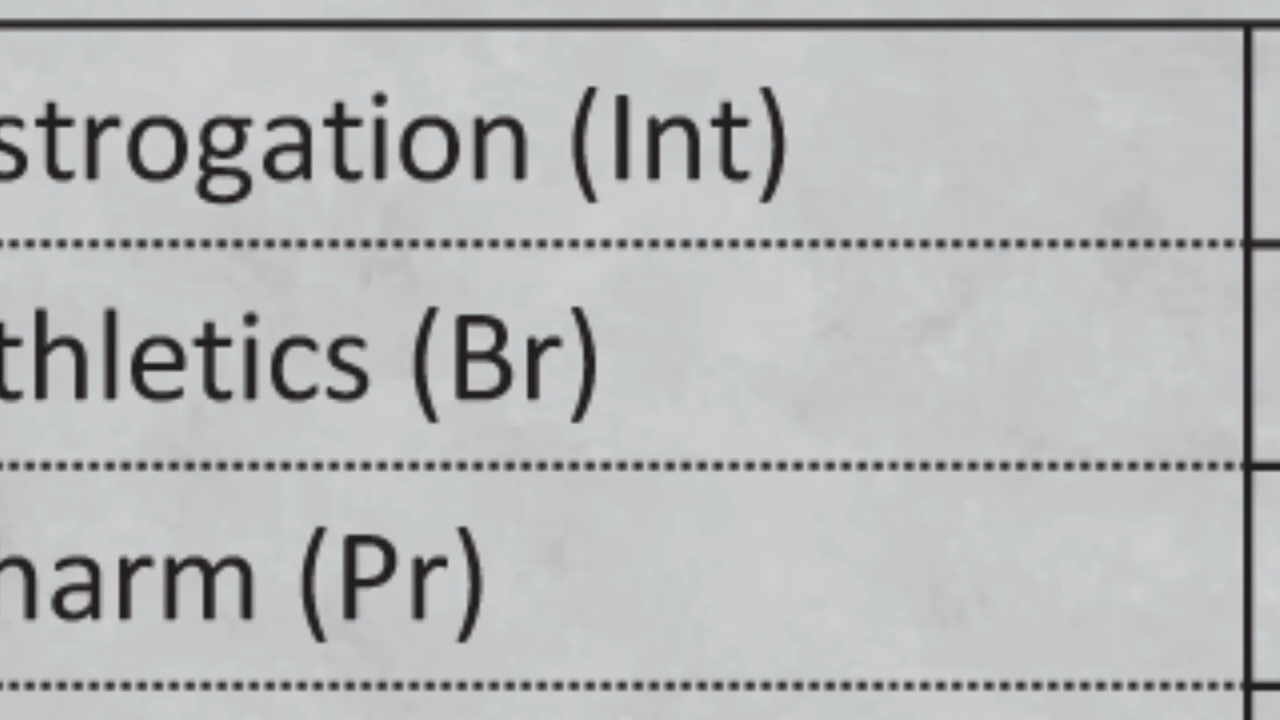 strogation (Int)
thletics (Br)
harm (Pr)